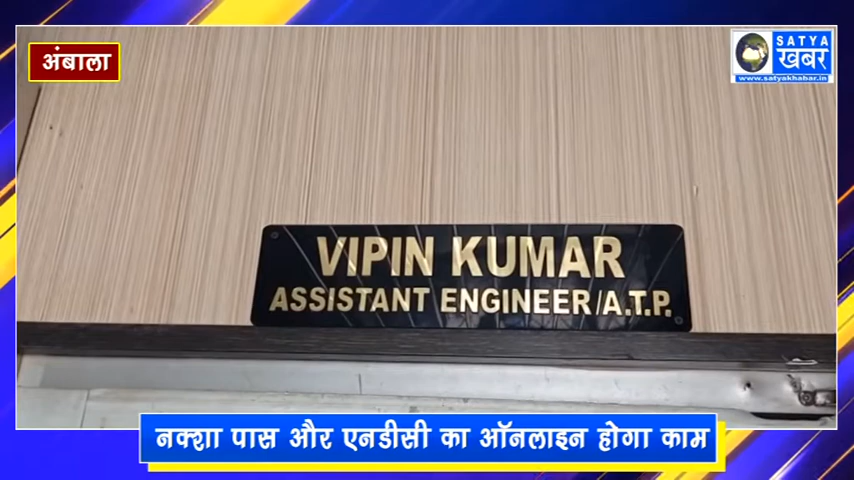 अंबाला
SATYA
खबर
www.satyakhabar.in
VIPIN KUMAR
ASSISTANT ENGINEER/A.T.P.
नक्शा पास और एनडीसी का ऑनलाइन होगा काम